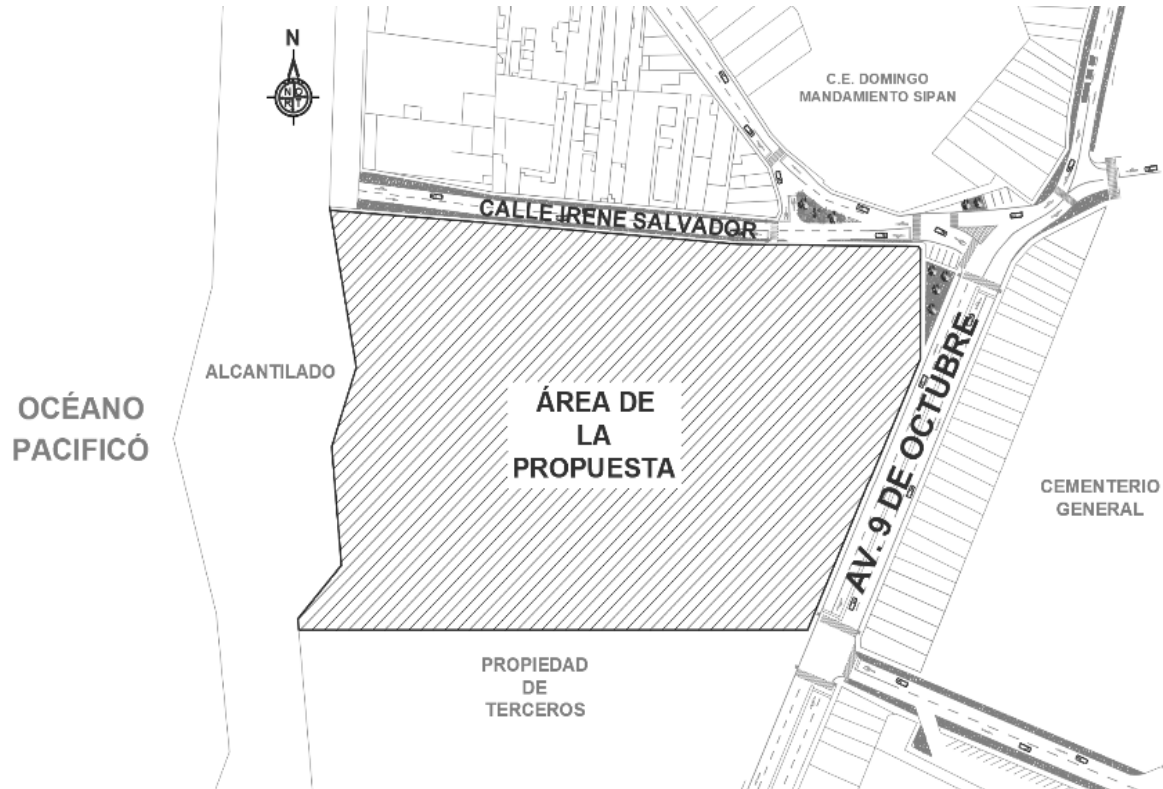 N
C.E. DOMINGO
MANDAMIENTO SIPAN
CALLE IRENE SALVADOR
ALCANTILADO
OCÉANO
PACIFICÓ
ÁREA DE
LA
PROPUESTA
AV. 9 DE OCTUBRE
CEMENTERIO
GENERAL
PROPIEDAD
DE
TERCEROS